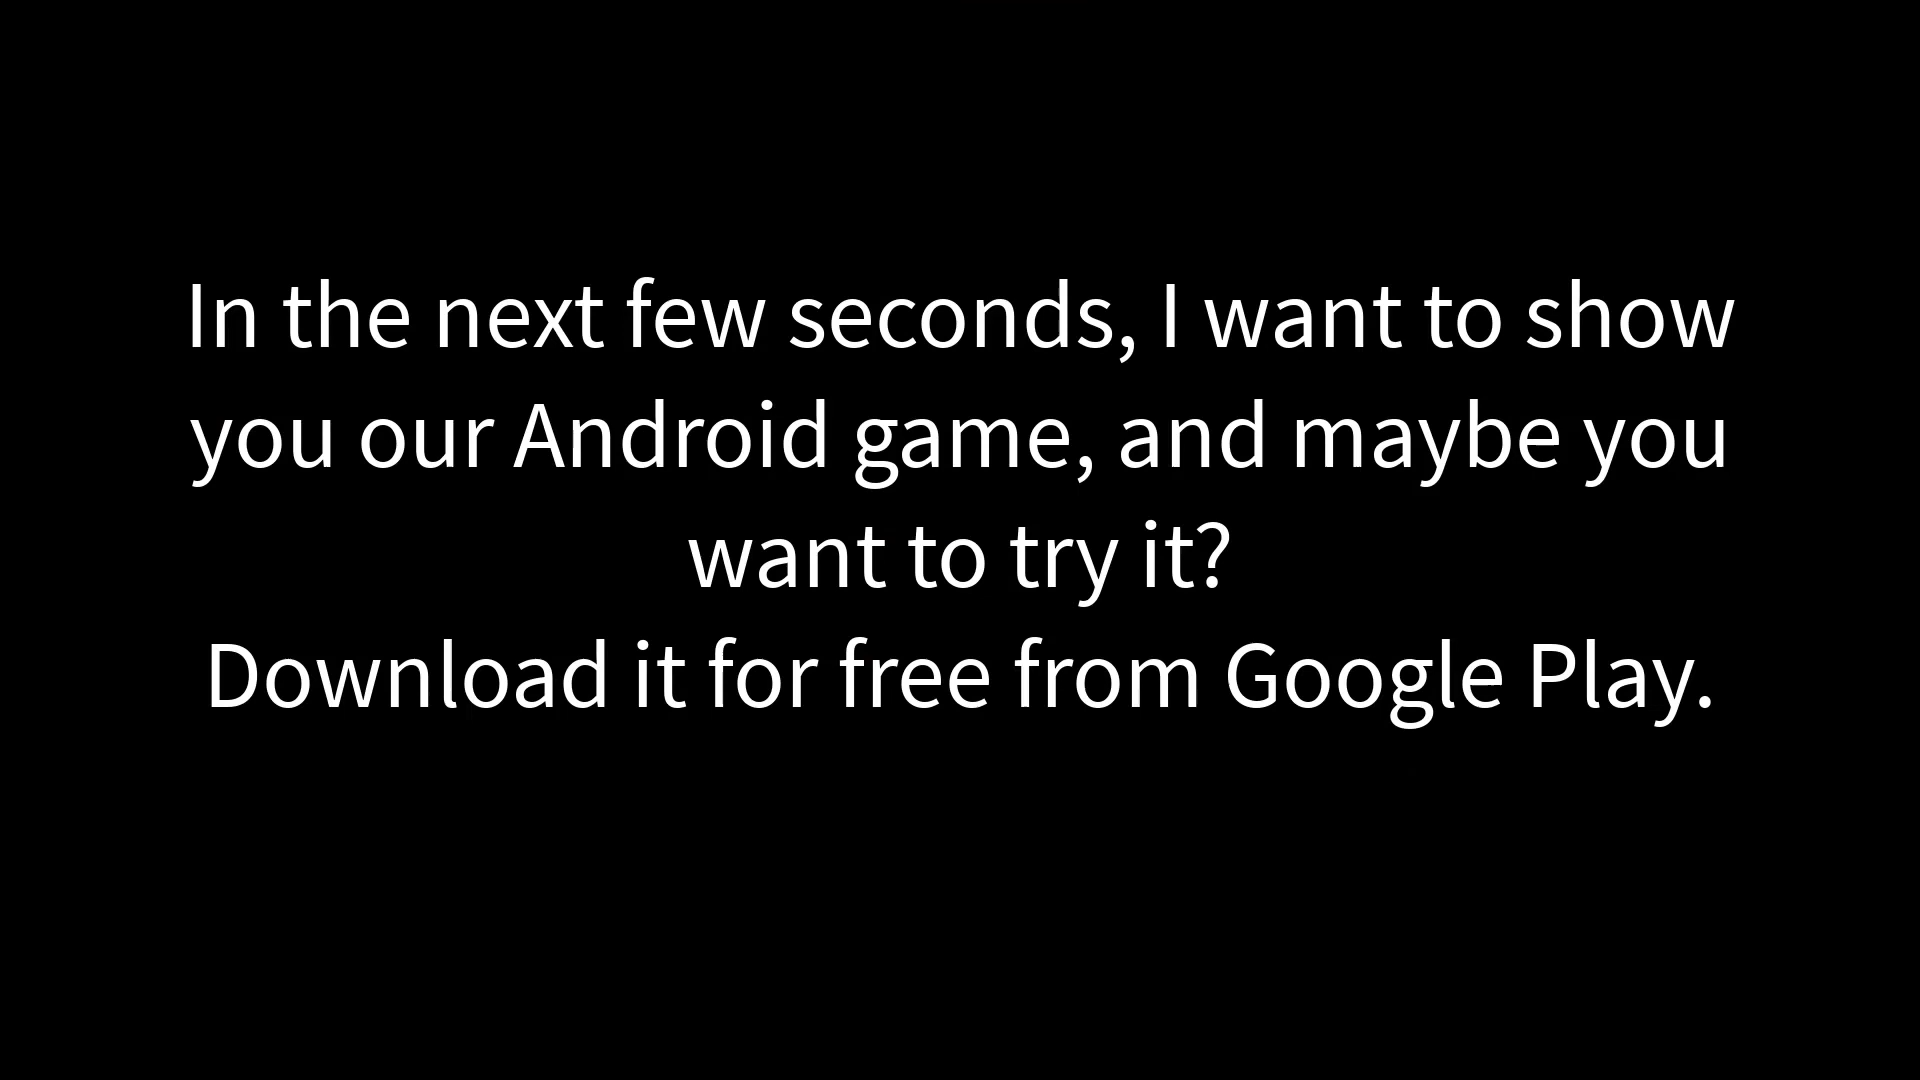 In the next few seconds, I want to show
you our Android game, and maybe you
want to try it?
Download it for free from Google Play.